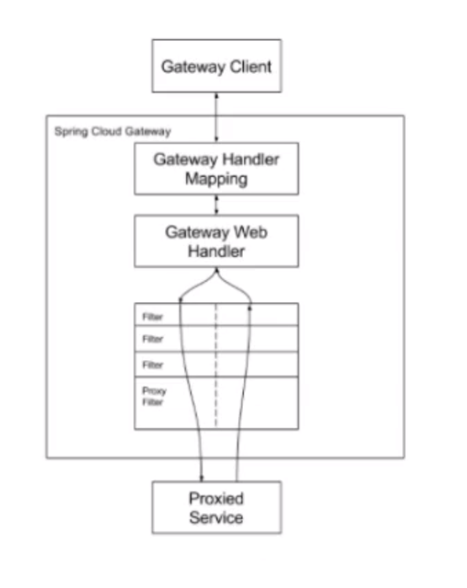 Gateway Client
Spring Cloud Gateway
Gateway Handler
Mapping
Gateway Web
Handler
Filter
Filter
Filter
Proxy
Filter
Proxied
Service